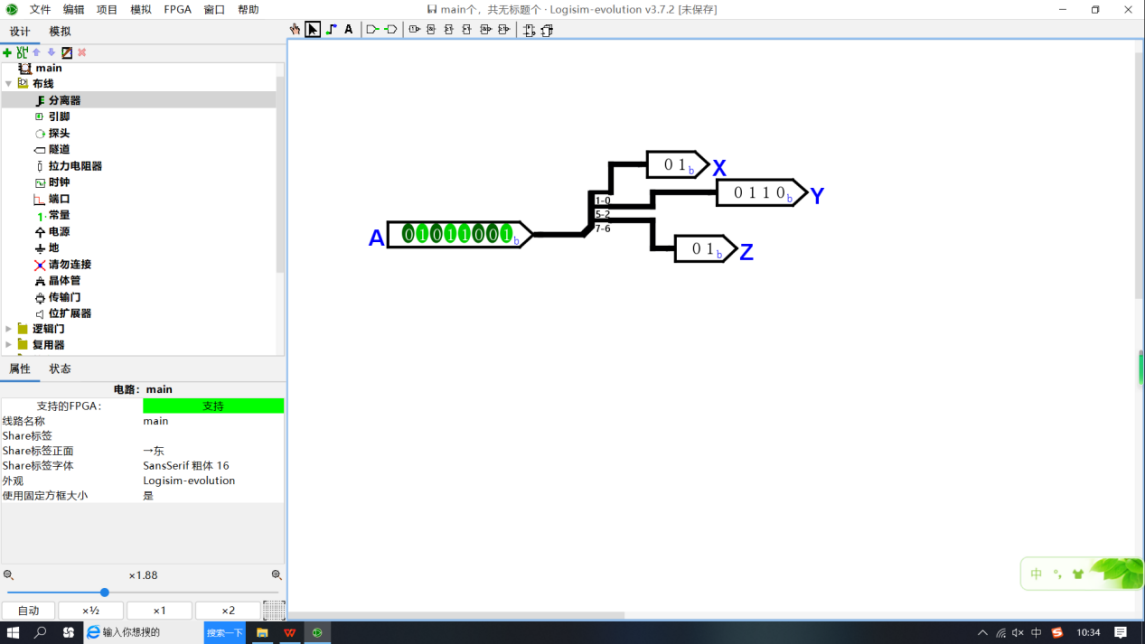 文件 编辑 项目 模拟 FPGA 窗口 帮助
main个，共无标题个 · Logisim-evolution v3.7.2 [未保存]
设计 模拟
A
main
布线
分离器
引脚
探头
隧道
拉力电阻器
时钟
端口
常量
电源
地
请勿连接
晶体管
传输门
位扩展器
逻辑门
复用器
0 1 b X
0 1 1 0 b Y
1-0
5-2
7-6
A 01011001 b
0 1 b Z
属性 状态
电路： main
支持的FPGA： 支持
线路名称 main
Share标签
Share标签正面 →东
Share标签字体 SansSerif 粗体 16
外观 Logisim-evolution
使用固定方框大小 是
×1.88
自动 ×½ ×1 ×2
中
输入你想搜的 搜索一下
中
10:34